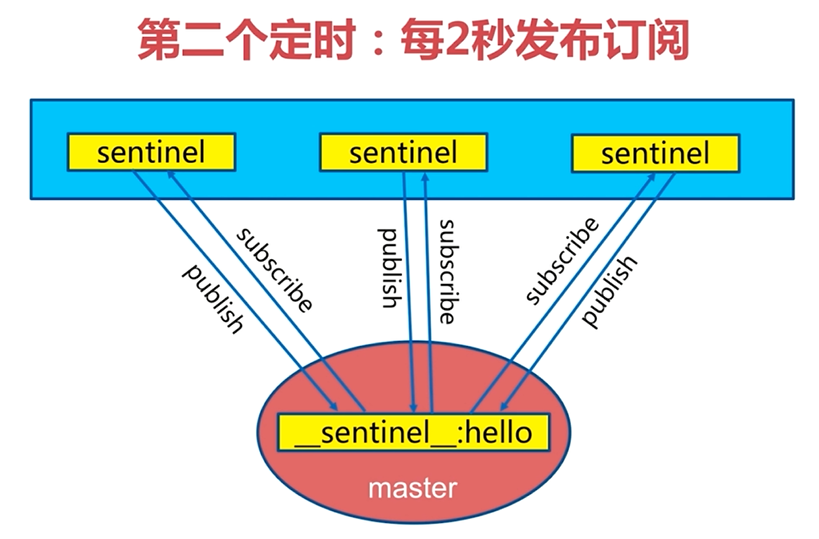 第二个定时：每2秒发布订阅
sentinel
sentinel
sentinel
publish
subscribe
publish
subscribe
subscribe
publish
__sentinel__:hello
master